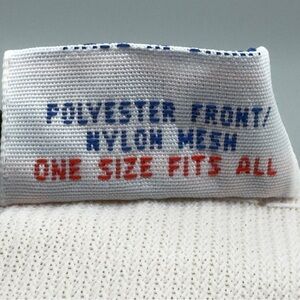 POLYESTER FRONT/
NYLON MESH
ONE SIZE FITS ALL